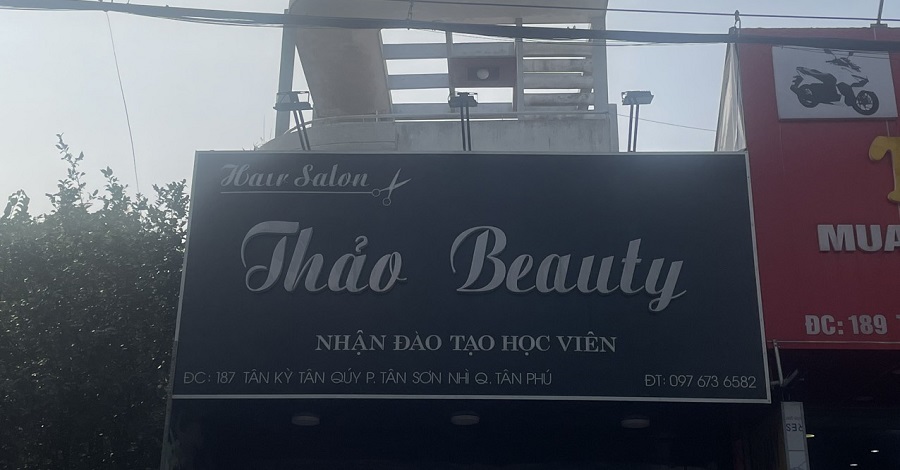 Hair Salon
Thảo Beauty
NHẬN ĐÀO TẠO HỌC VIÊN
ĐC: 187 TÂN KỲ TÂN QÚY P. TÂN SƠN NHÌ Q. TÂN PHÚ
ĐT: 097 673 6582
MUA
ĐC: 189